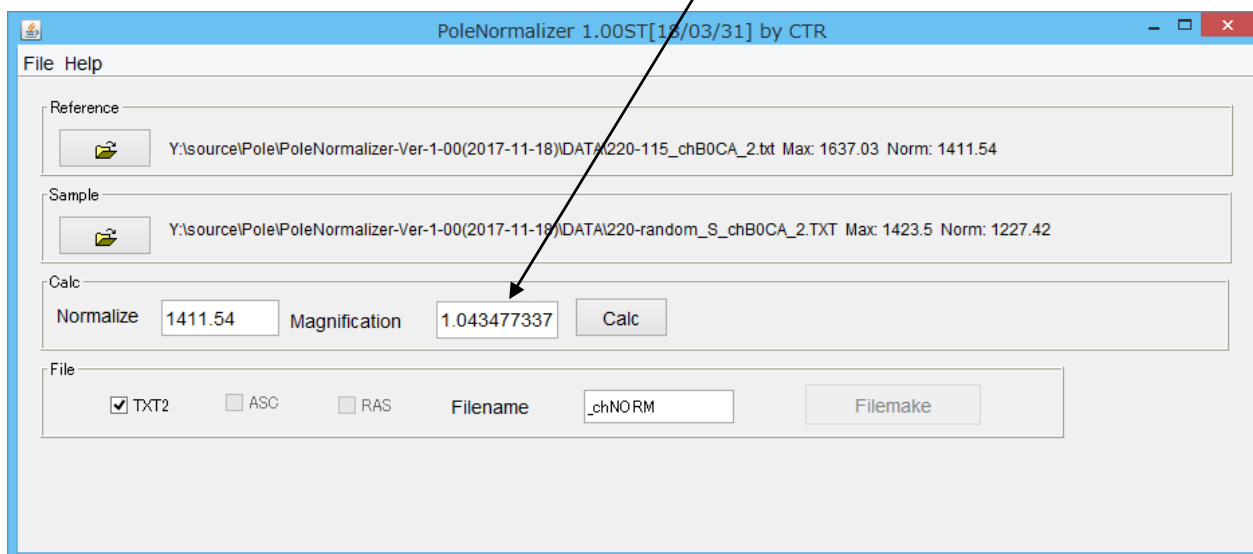 PoleNormalizer 1.00ST[18/03/31] by CTR
File Help
Reference
Y:\source\Pole\PoleNormalizer-Ver-1-00(2017-11-18)\DATA\220-115_chB0CA_2.txt Max: 1637.03 Norm: 1411.54
Sample
Y:\source\Pole\PoleNormalizer-Ver-1-00(2017-11-18)\DATA\220-random_S_chB0CA_2.TXT Max: 1423.5 Norm: 1227.42
Calc
Normalize 1411.54 Magnification 1.043477337 Calc
File
TXT2 ASC RAS Filename _chNORM Filemake